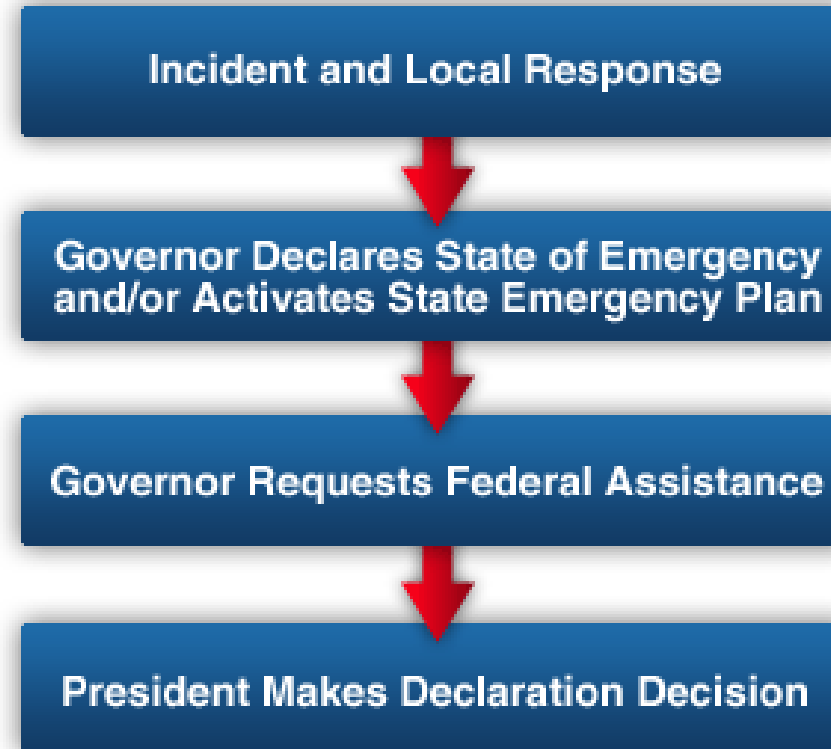 Incident and Local Response
Governor Declares State of Emergency
and/or Activates State Emergency Plan
Governor Requests Federal Assistance
President Makes Declaration Decision